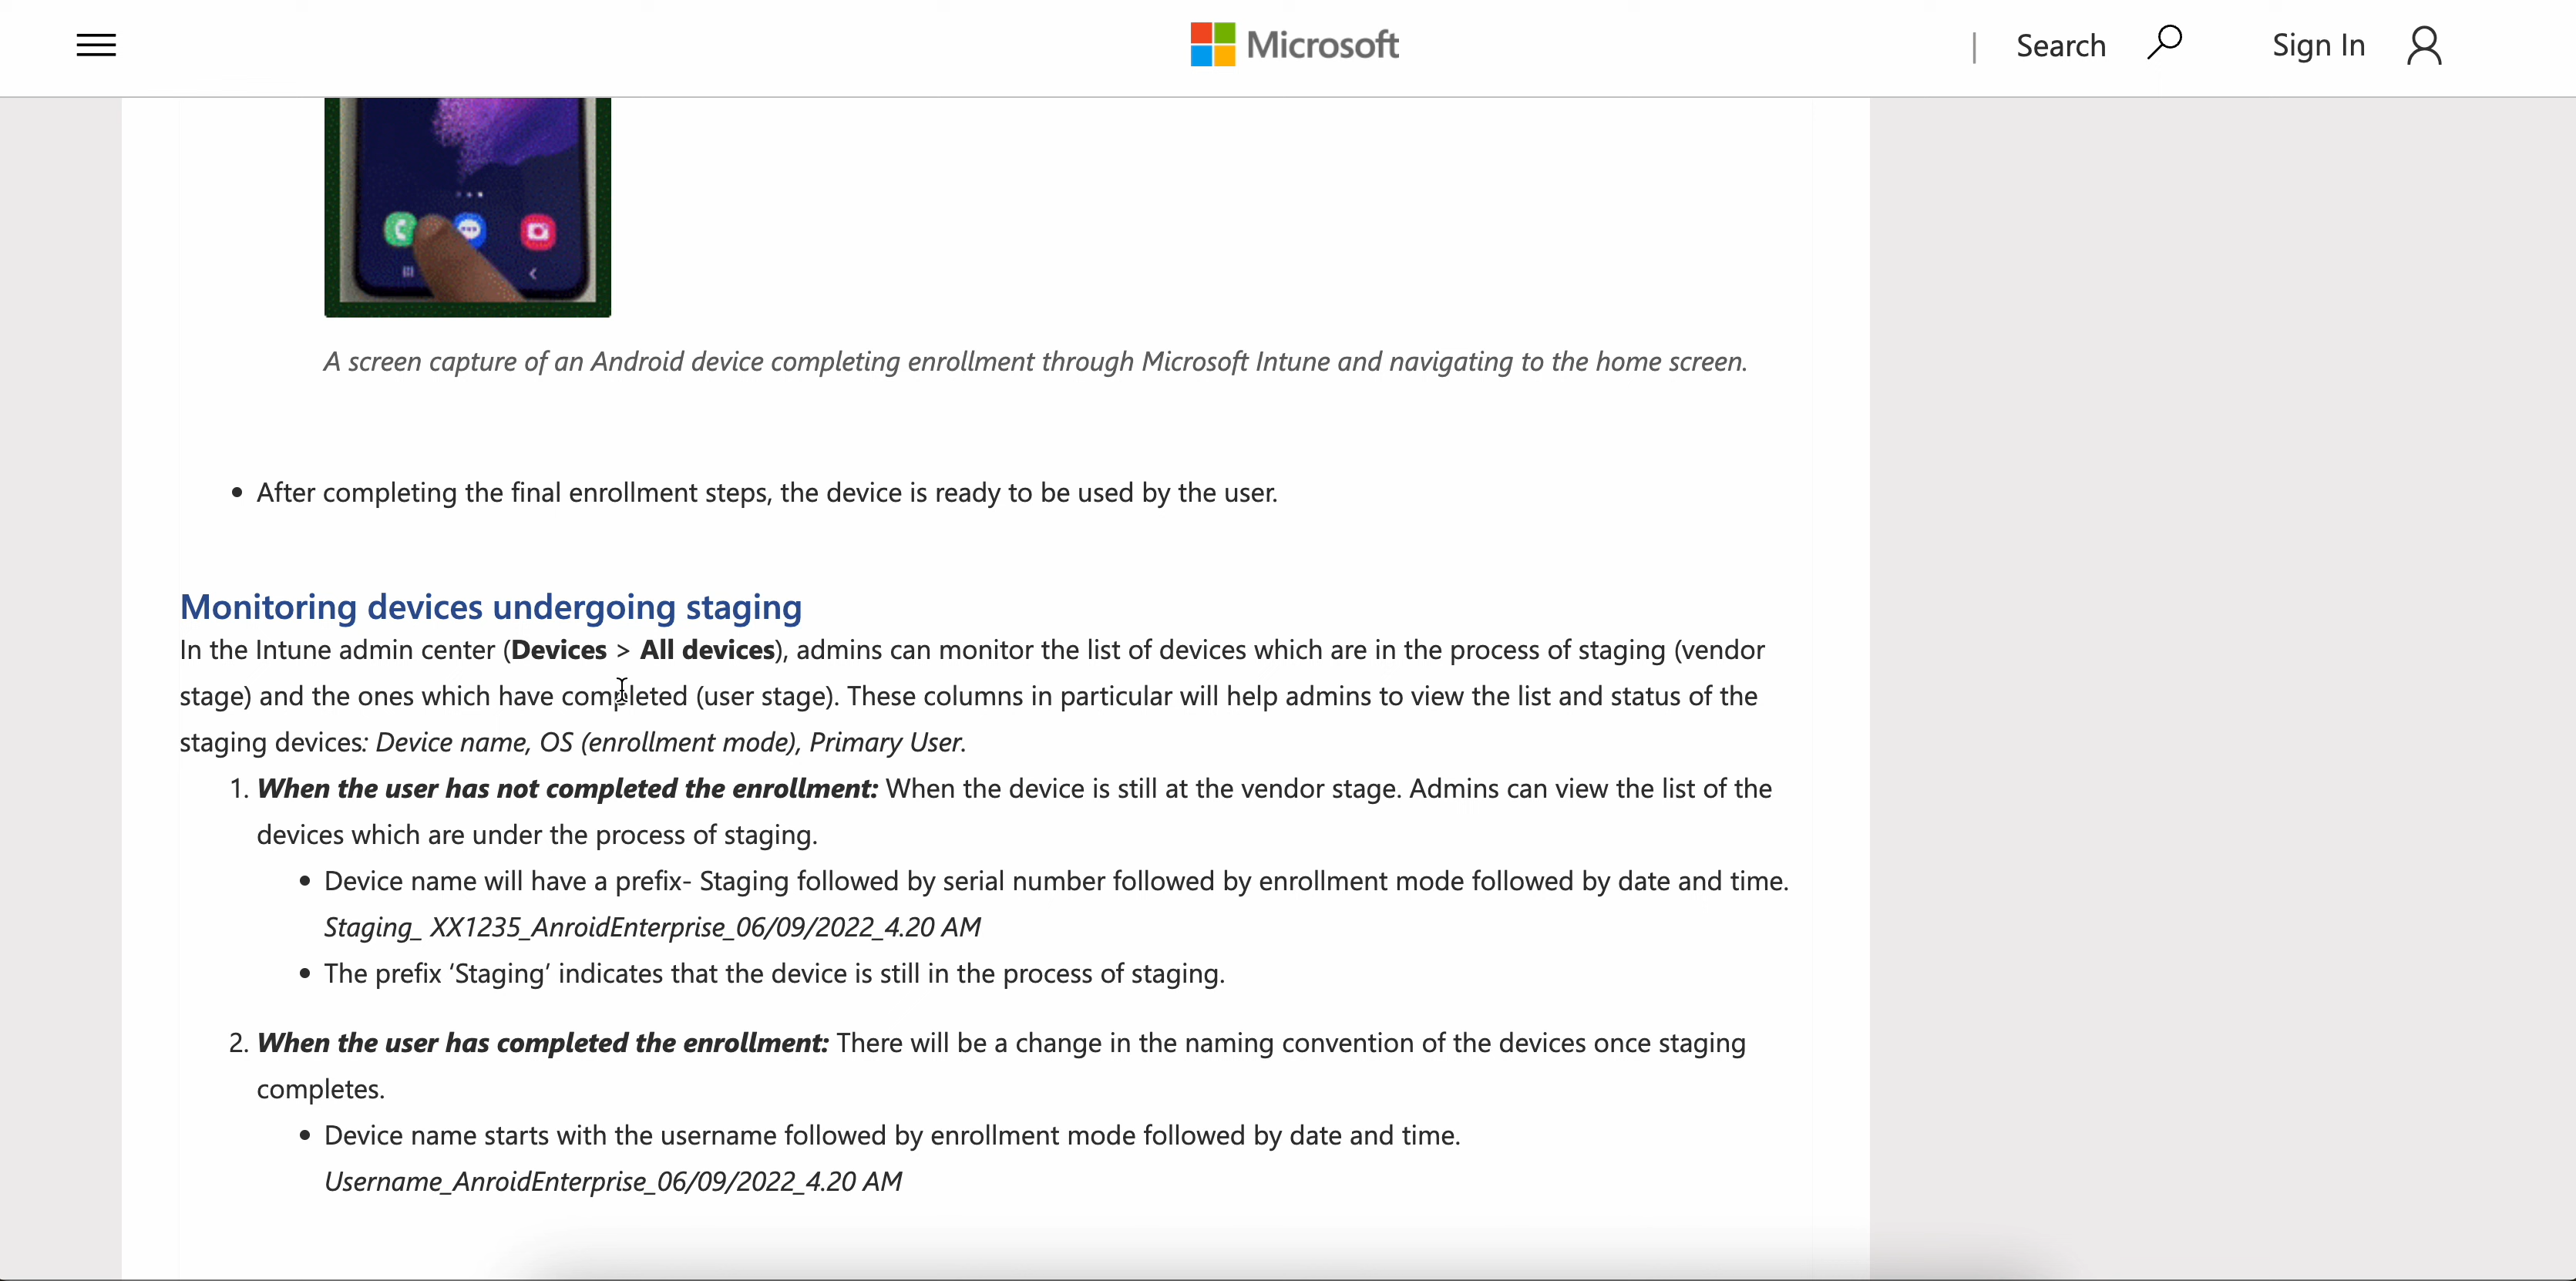 Microsoft
| Search
Sign In
A screen capture of an Android device completing enrollment through Microsoft Intune and navigating to the home screen.
• After completing the final enrollment steps, the device is ready to be used by the user.
Monitoring devices undergoing staging
In the Intune admin center (Devices > All devices), admins can monitor the list of devices which are in the process of staging (vendor
stage) and the ones which have completed (user stage). These columns in particular will help admins to view the list and status of the
staging devices: Device name, OS (enrollment mode), Primary User.
1. When the user has not completed the enrollment: When the device is still at the vendor stage. Admins can view the list of the
devices which are under the process of staging.
• Device name will have a prefix- Staging followed by serial number followed by enrollment mode followed by date and time.
Staging_ XX1235_AnroidEnterprise_06/09/2022_4.20 AM
• The prefix ‘Staging’ indicates that the device is still in the process of staging.
2. When the user has completed the enrollment: There will be a change in the naming convention of the devices once staging
completes.
• Device name starts with the username followed by enrollment mode followed by date and time.
Username_AnroidEnterprise_06/09/2022_4.20 AM